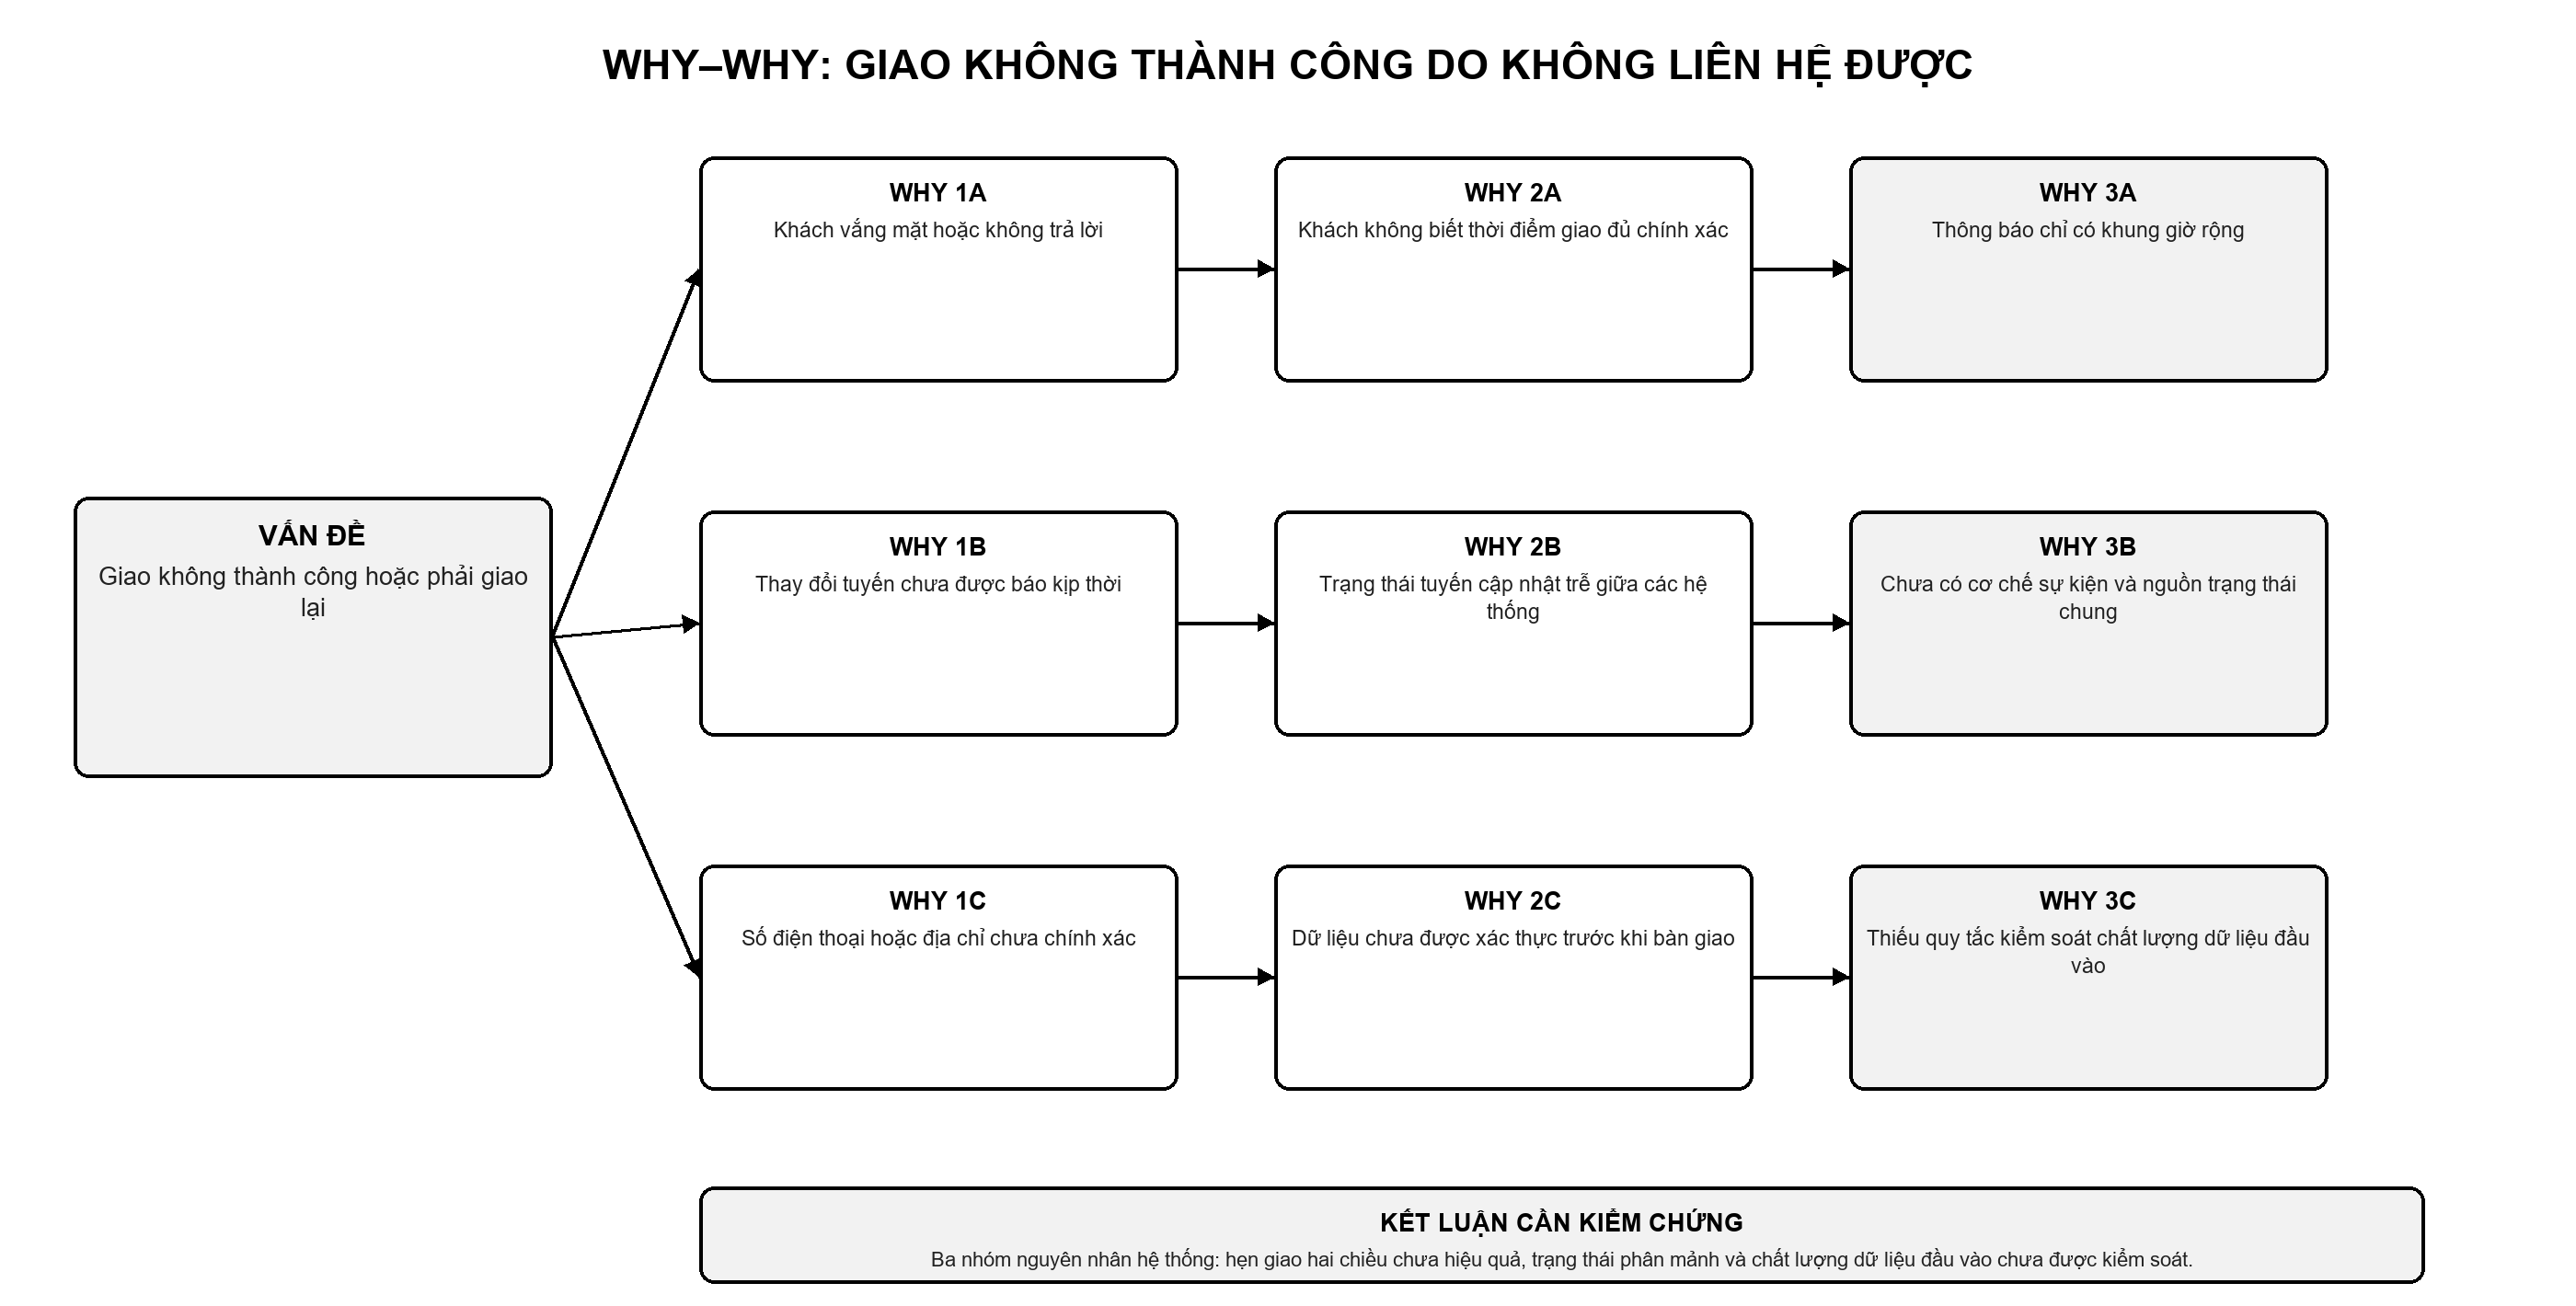 WHY–WHY: GIAO KHÔNG THÀNH CÔNG DO KHÔNG LIÊN HỆ ĐƯỢC
VẤN ĐỀ
Giao không thành công hoặc phải giao
lại
WHY 1A
Khách vắng mặt hoặc không trả lời
WHY 2A
Khách không biết thời điểm giao đủ chính xác
WHY 3A
Thông báo chỉ có khung giờ rộng
WHY 1B
Thay đổi tuyến chưa được báo kịp thời
WHY 2B
Trạng thái tuyến cập nhật trễ giữa các hệ
thống
WHY 3B
Chưa có cơ chế sự kiện và nguồn trạng thái
chung
WHY 1C
Số điện thoại hoặc địa chỉ chưa chính xác
WHY 2C
Dữ liệu chưa được xác thực trước khi bàn giao
WHY 3C
Thiếu quy tắc kiểm soát chất lượng dữ liệu đầu
vào
KẾT LUẬN CẦN KIỂM CHỨNG
Ba nhóm nguyên nhân hệ thống: hẹn giao hai chiều chưa hiệu quả, trạng thái phân mảnh và chất lượng dữ liệu đầu vào chưa được kiểm soát.